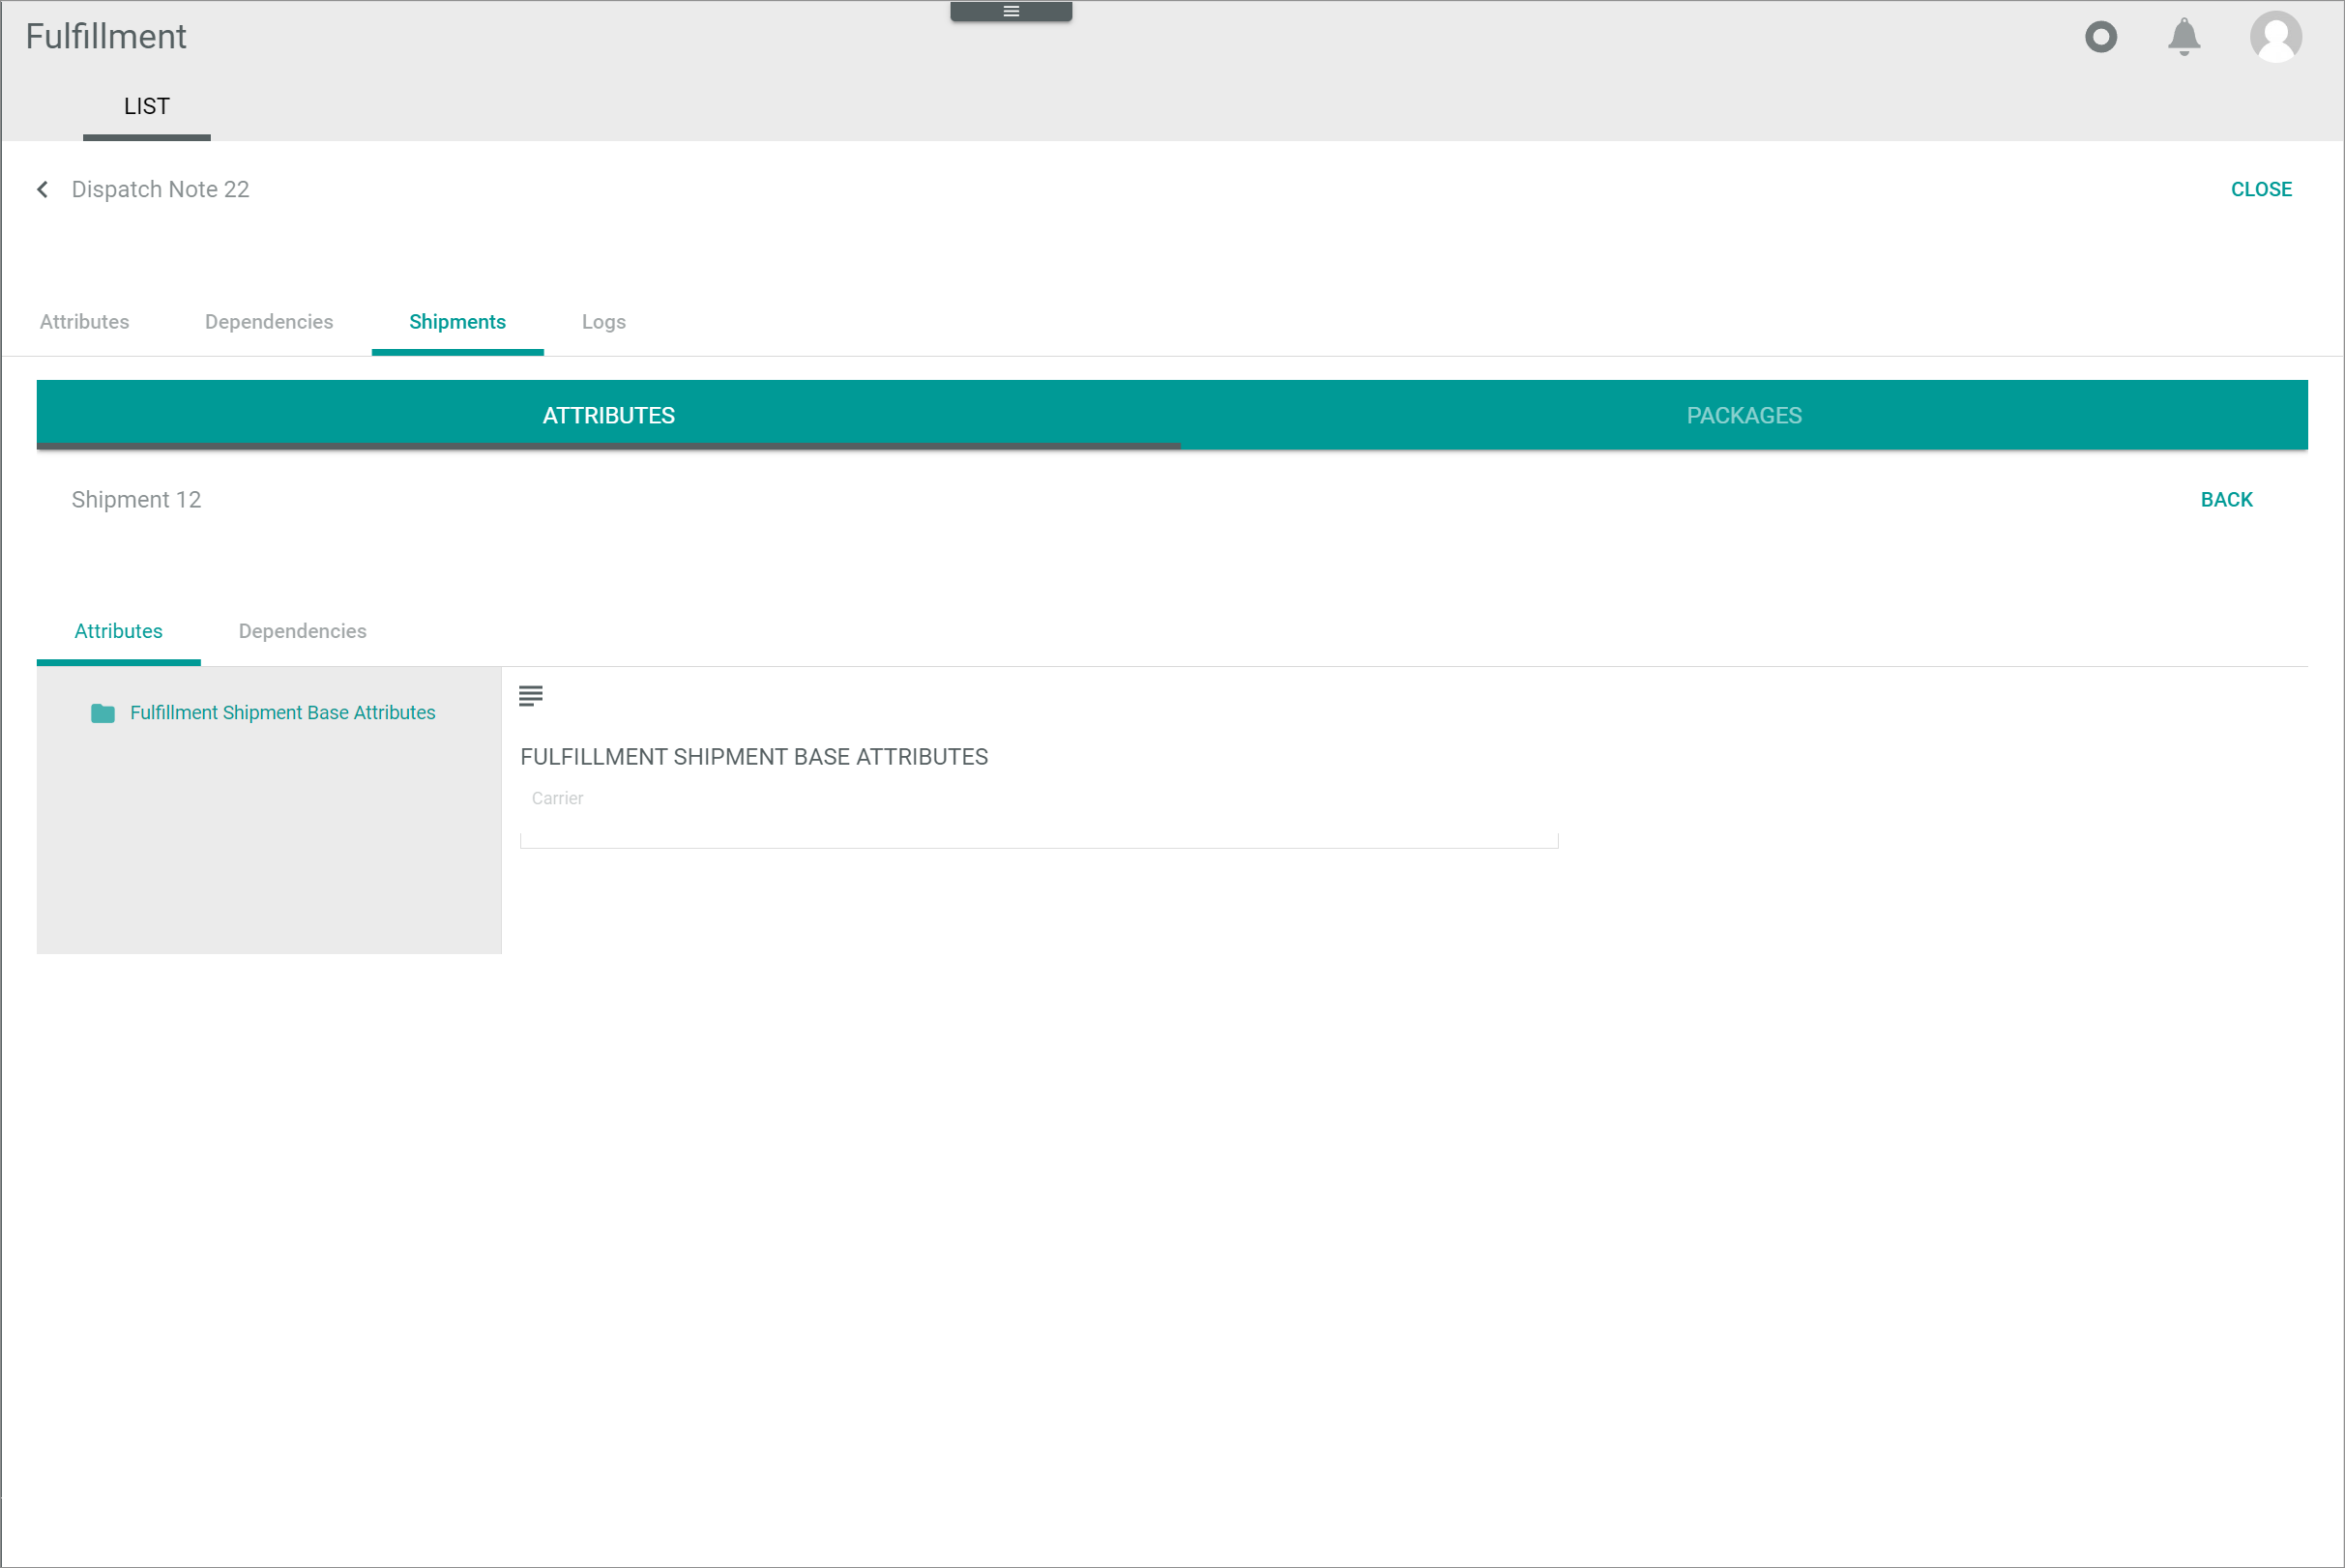 Fulfillment
LIST
Dispatch Note 22
CLOSE
Attributes Dependencies Shipments Logs
ATTRIBUTES PACKAGES
Shipment 12
BACK
Attributes Dependencies
Fulfillment Shipment Base Attributes
FULFILLMENT SHIPMENT BASE ATTRIBUTES
Carrier